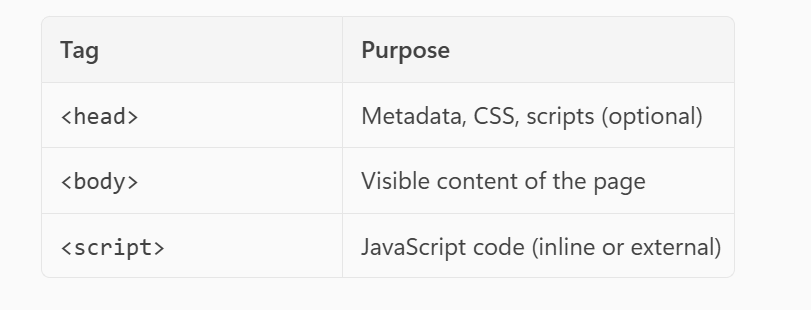 Tag Purpose
<head> Metadata, CSS, scripts (optional)
<body> Visible content of the page
<script> JavaScript code (inline or external)